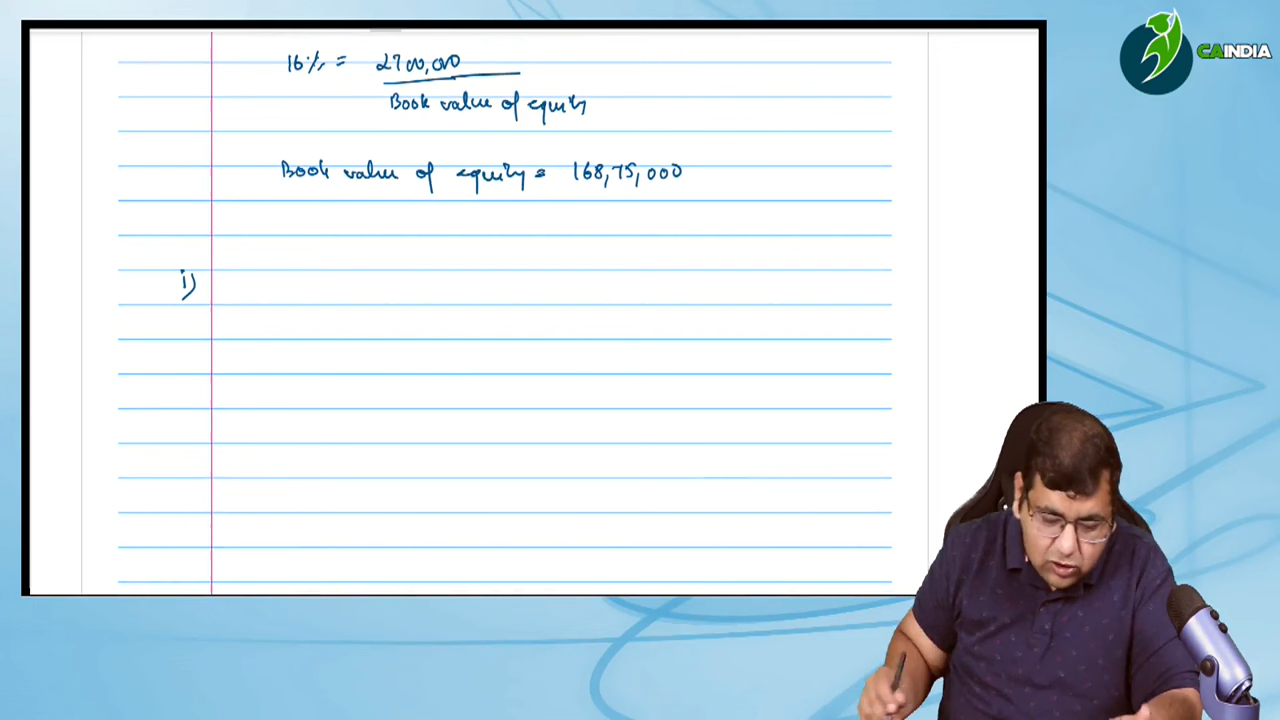 16% = 2700,000
Book value of equity
Book value of equity = 168,75,000
i)
CAINDIA